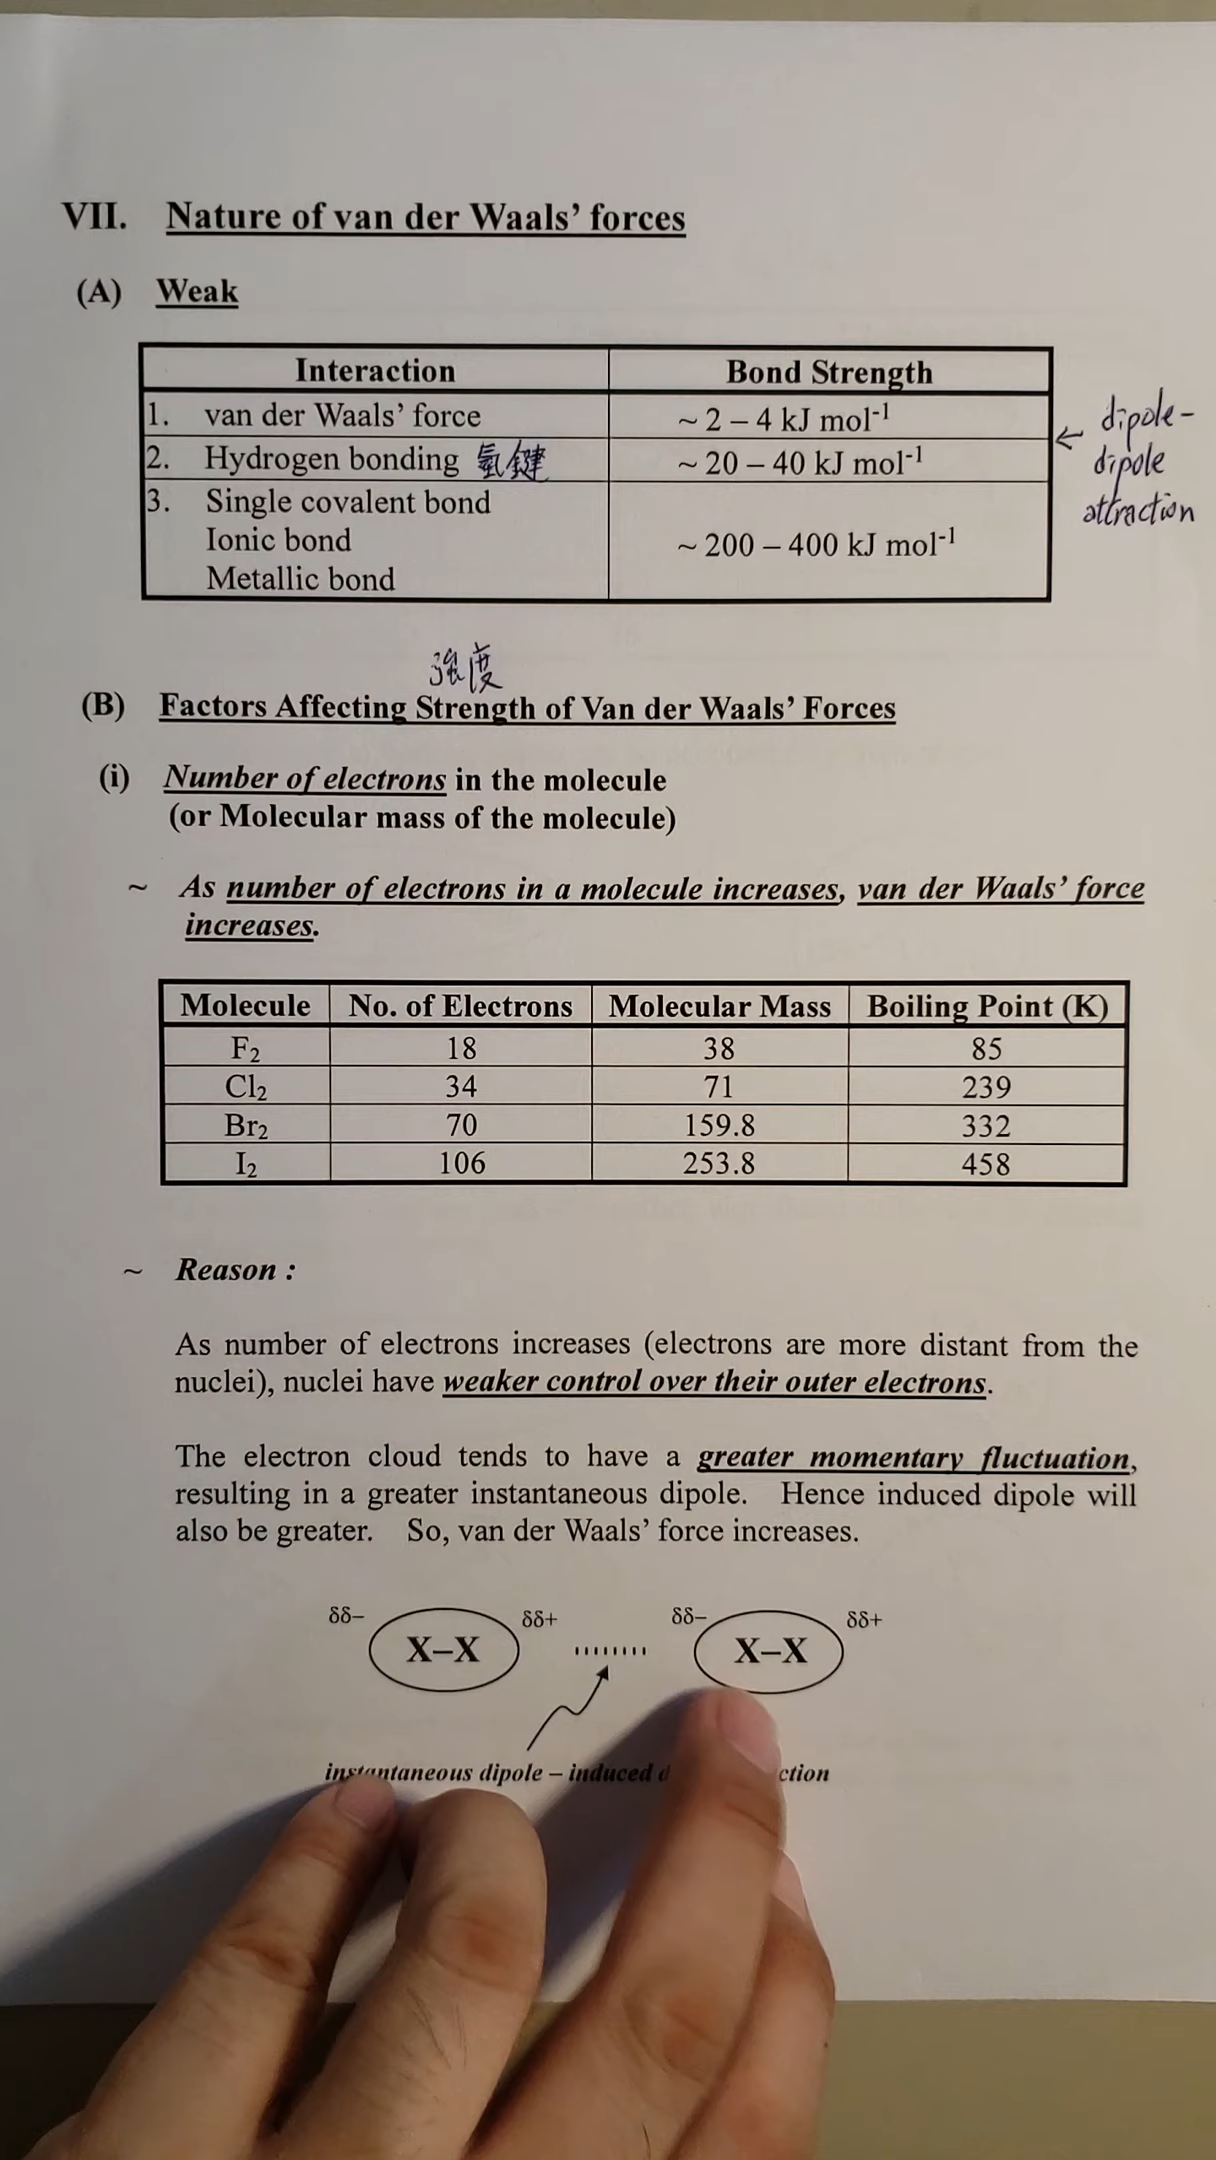 VII. Nature of van der Waals' forces
(A) Weak
Interaction Bond Strength
1. van der Waals' force ~ 2 – 4 kJ mol-1
2. Hydrogen bonding 氫鍵 ~ 20 – 40 kJ mol-1
3. Single covalent bond
Ionic bond ~ 200 – 400 kJ mol-1
Metallic bond
← dipole-
dipole
attraction
強度
(B) Factors Affecting Strength of Van der Waals' Forces
(i) Number of electrons in the molecule
(or Molecular mass of the molecule)
~ As number of electrons in a molecule increases, van der Waals' force
increases.
Molecule No. of Electrons Molecular Mass Boiling Point (K)
F2 18 38 85
Cl2 34 71 239
Br2 70 159.8 332
I2 106 253.8 458
~ Reason :
As number of electrons increases (electrons are more distant from the
nuclei), nuclei have weaker control over their outer electrons.
The electron cloud tends to have a greater momentary fluctuation,
resulting in a greater instantaneous dipole. Hence induced dipole will
also be greater. So, van der Waals' force increases.
δδ– δδ+ δδ– δδ+
X–X ........ X–X
instantaneous dipole – induced